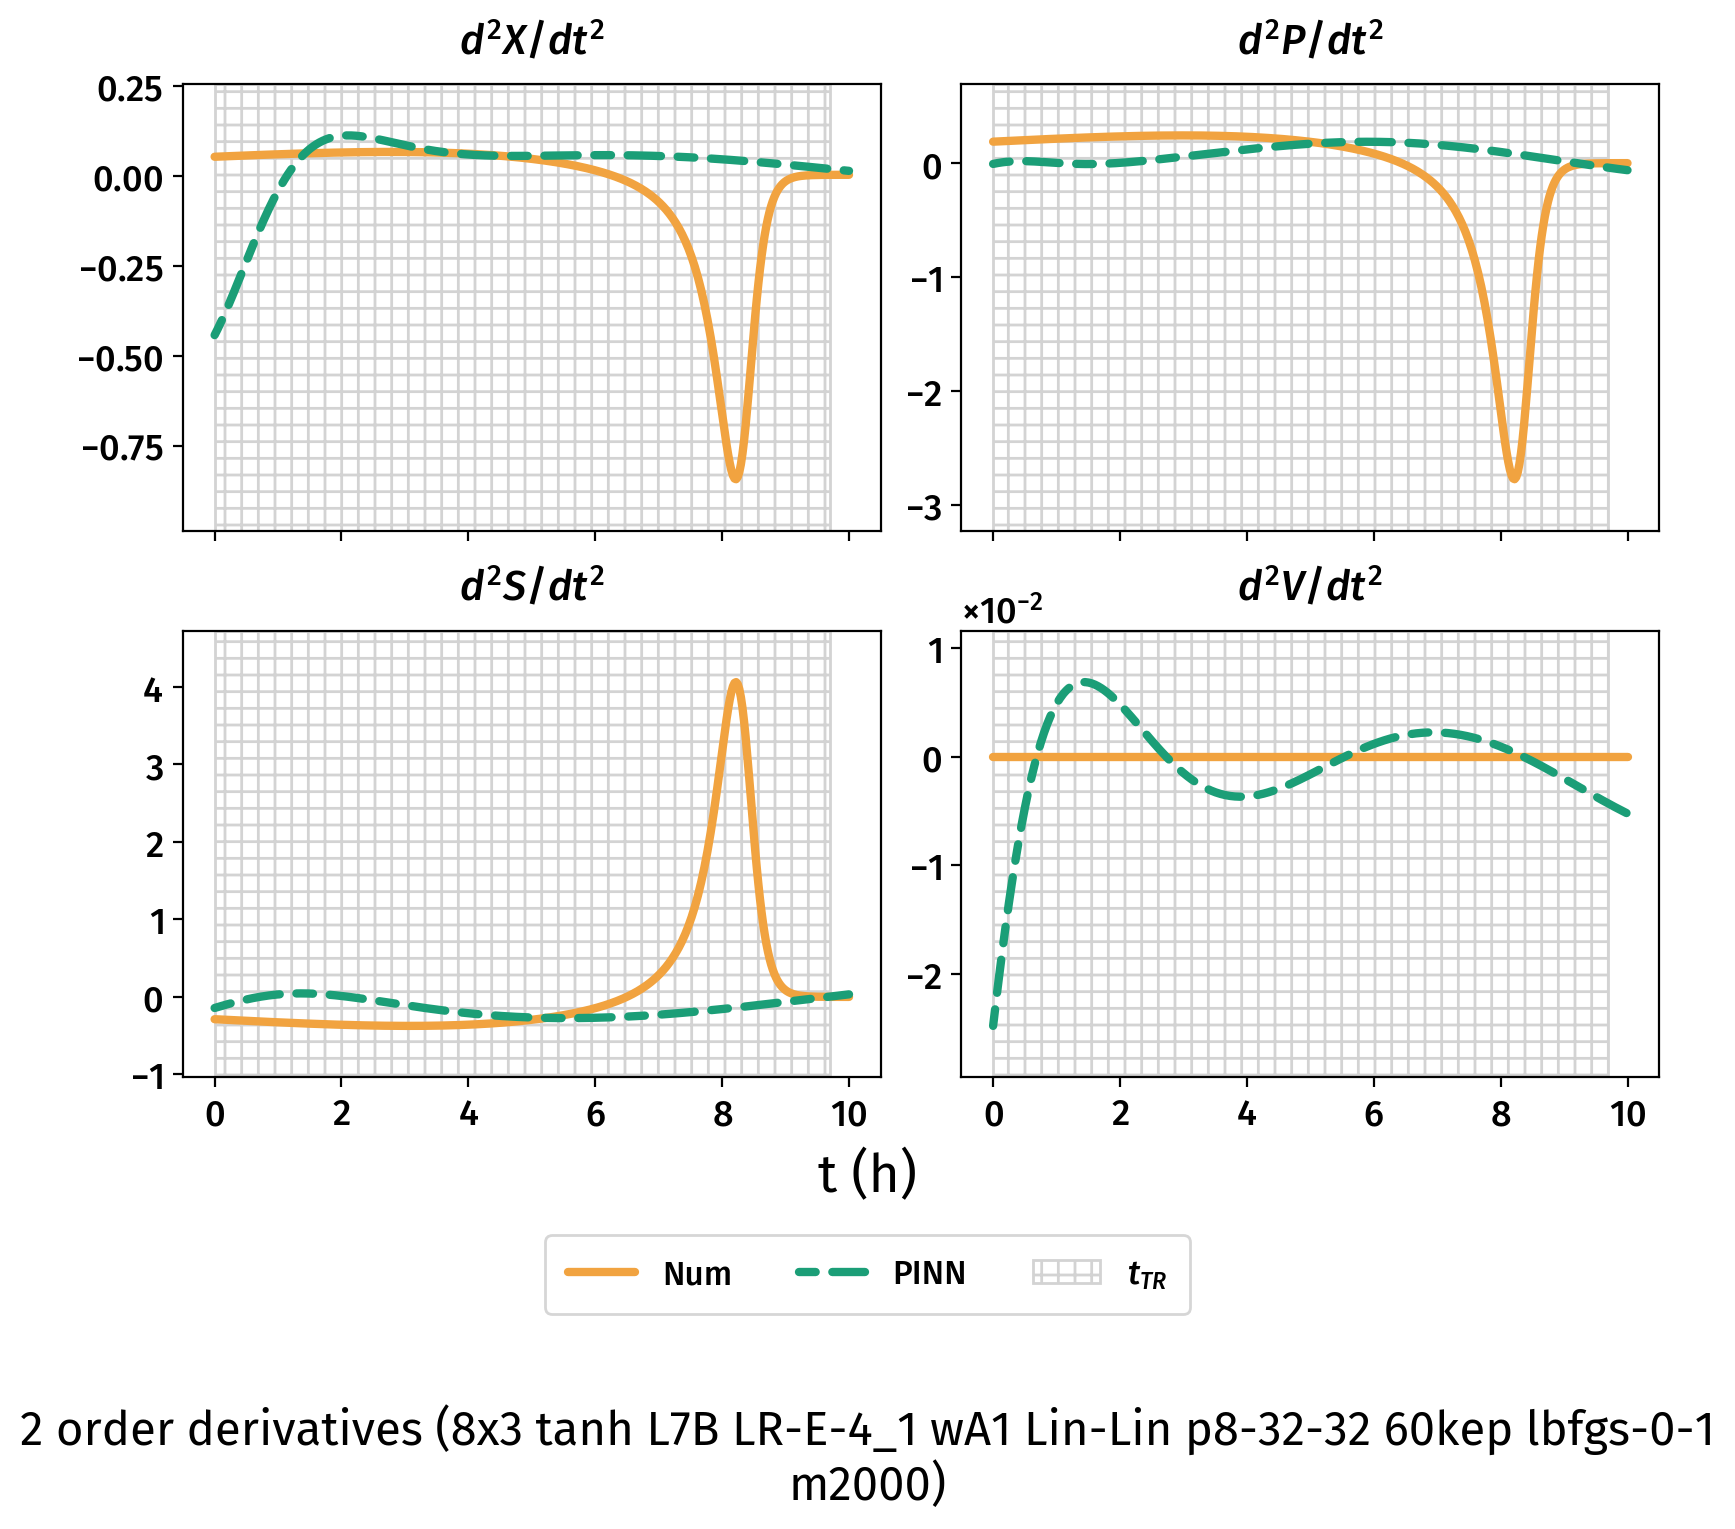 d²X/dt²
d²P/dt²
0.25
0.00
−0.25
−0.50
−0.75
0
−1
−2
−3
d²S/dt²
d²V/dt²
×10⁻²
4
3
2
1
0
−1
1
0
−1
−2
0 2 4 6 8 10
0 2 4 6 8 10
t (h)
Num PINN t_TR
2 order derivatives (8x3 tanh L7B LR-E-4_1 wA1 Lin-Lin p8-32-32 60kep lbfgs-0-1
m2000)